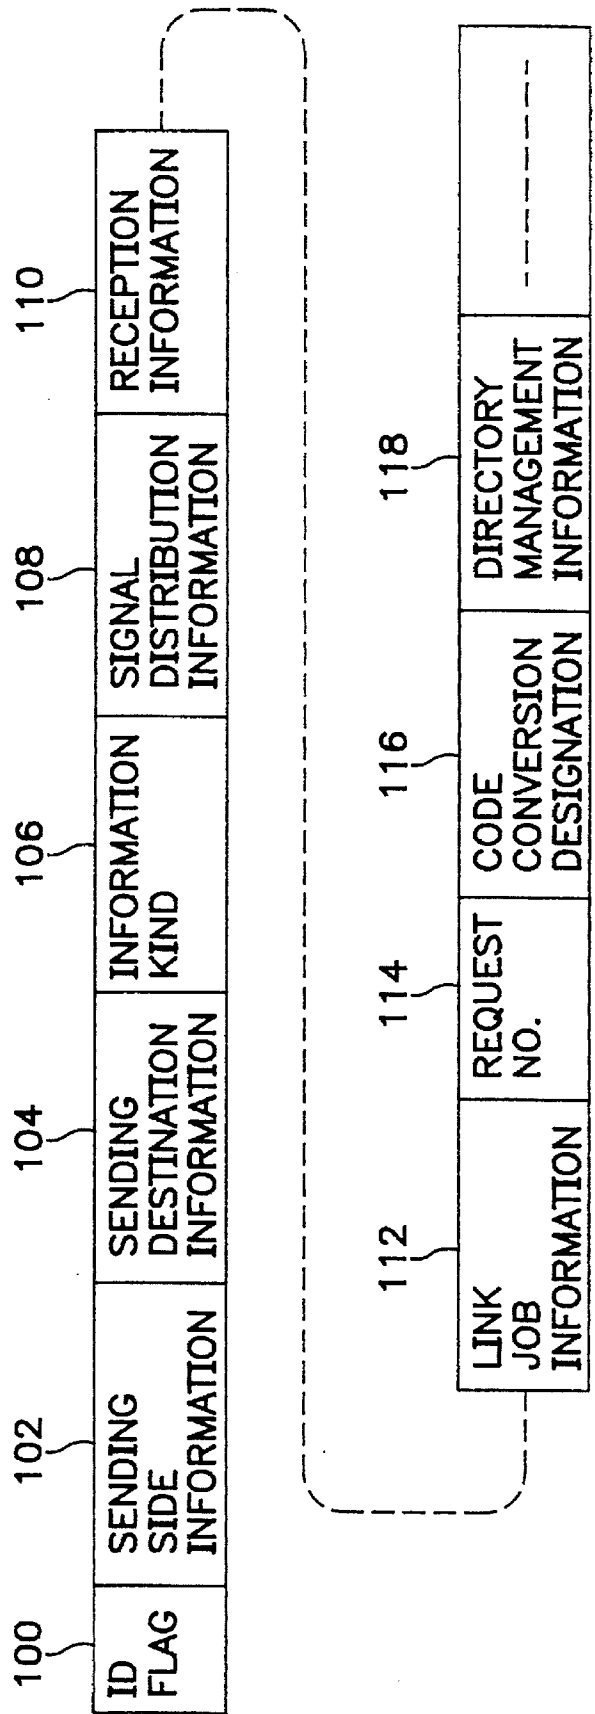 100
ID
FLAG
102
SENDING
SIDE
INFORMATION
104
SENDING
DESTINATION
INFORMATION
106
INFORMATION
KIND
108
SIGNAL
DISTRIBUTION
INFORMATION
110
RECEPTION
INFORMATION
112
LINK
JOB
INFORMATION
114
REQUEST
NO.
116
CODE
CONVERSION
DESIGNATION
118
DIRECTORY
MANAGEMENT
INFORMATION